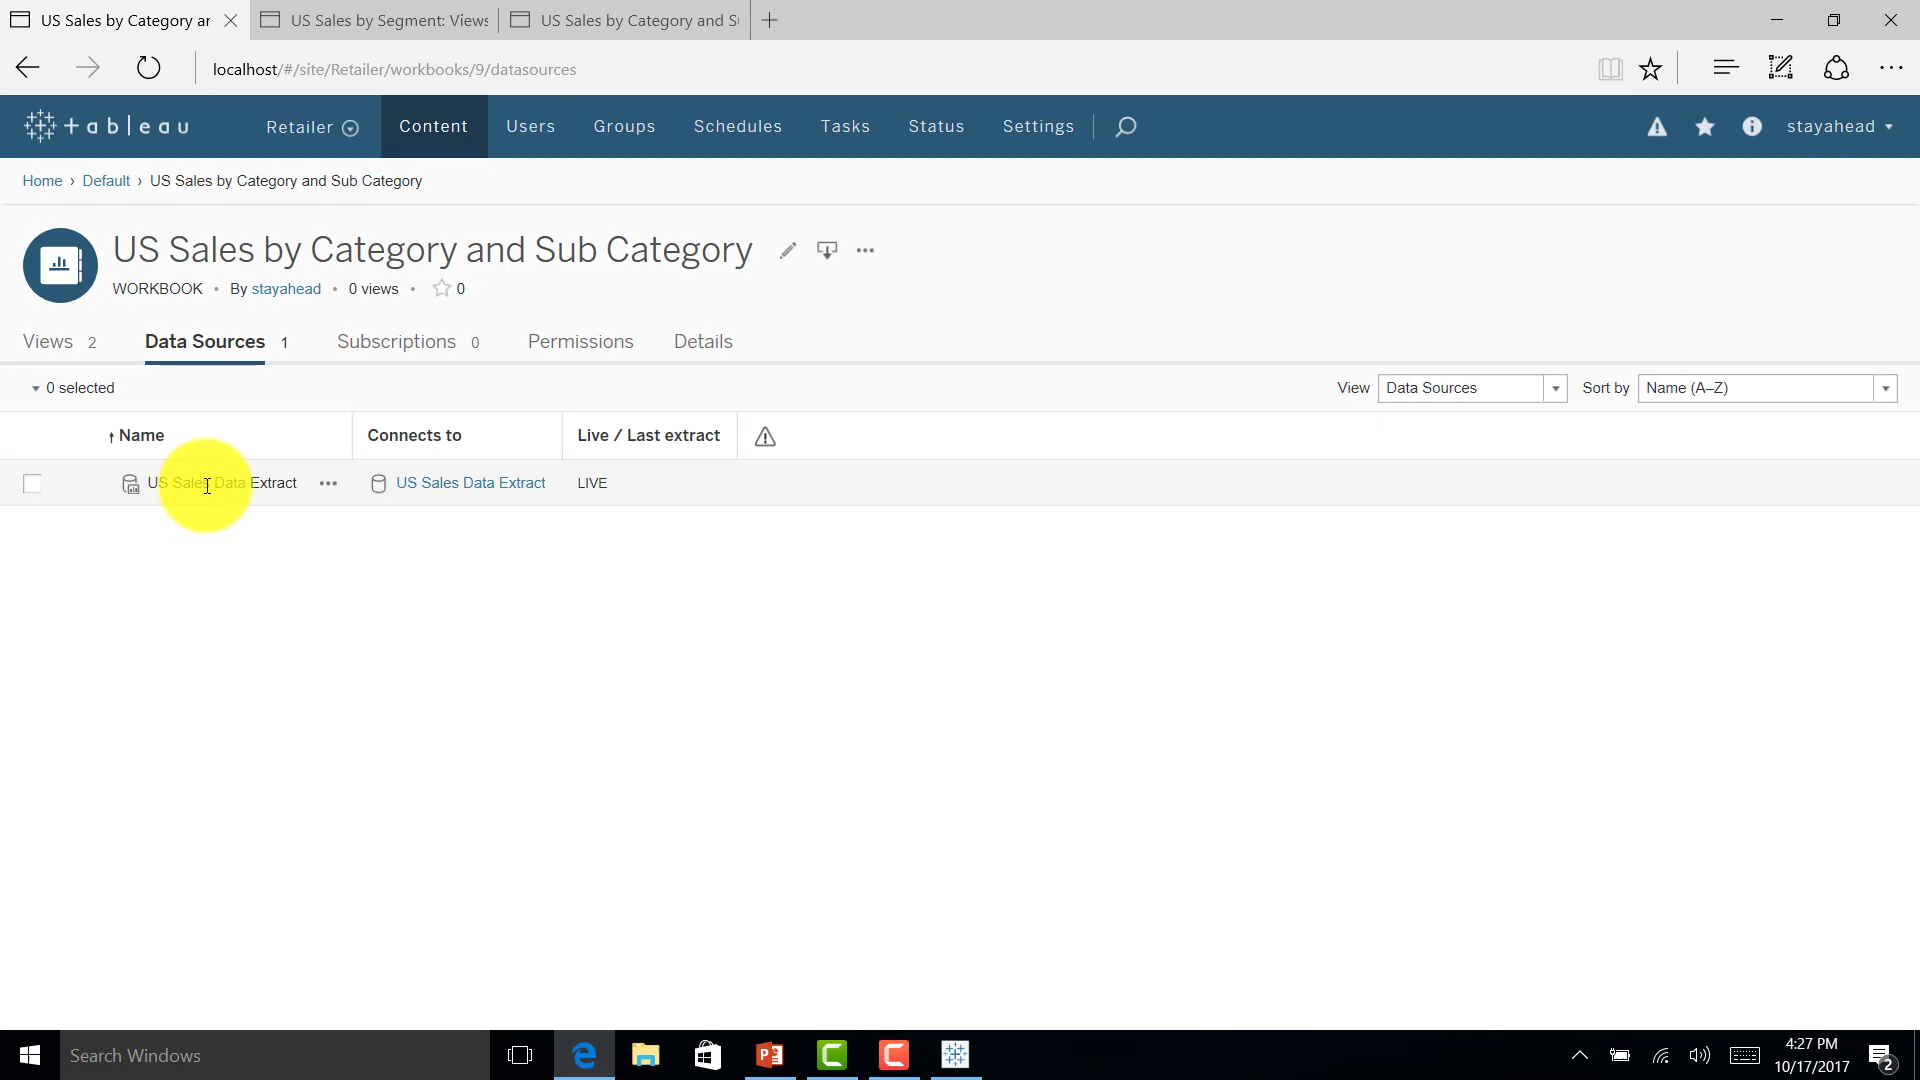 US Sales by Category ar
US Sales by Segment: Views
US Sales by Category and S
localhost/#/site/Retailer/workbooks/9/datasources
+ableau
Retailer
Content
Users
Groups
Schedules
Tasks
Status
Settings
stayahead
Home › Default › US Sales by Category and Sub Category
US Sales by Category and Sub Category
WORKBOOK • By stayahead • 0 views • 0
Views 2
Data Sources 1
Subscriptions 0
Permissions
Details
0 selected
View Data Sources
Sort by Name (A–Z)
Name
Connects to
Live / Last extract
US Sales Data Extract
US Sales Data Extract
LIVE
Search Windows
4:27 PM
10/17/2017
2